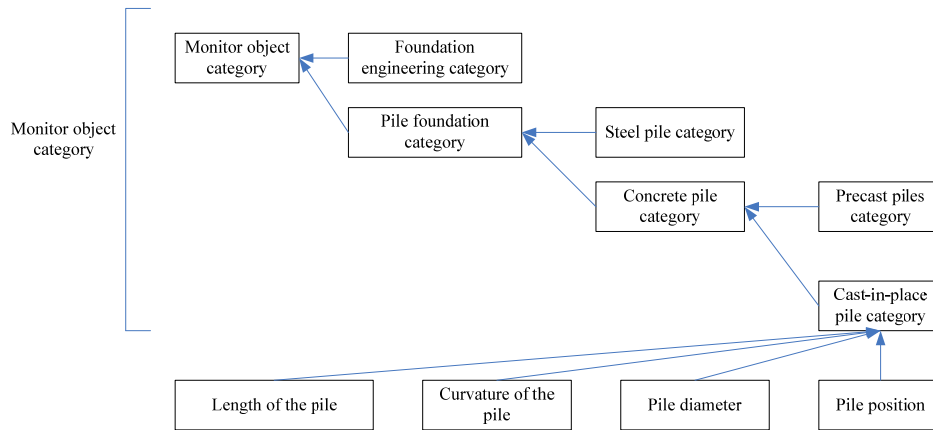 Monitor object
category
Foundation
engineering category
Monitor object
category
Pile foundation
category
Steel pile category
Concrete pile
category
Precast piles
category
Cast-in-place
pile category
Length of the pile
Curvature of the
pile
Pile diameter
Pile position